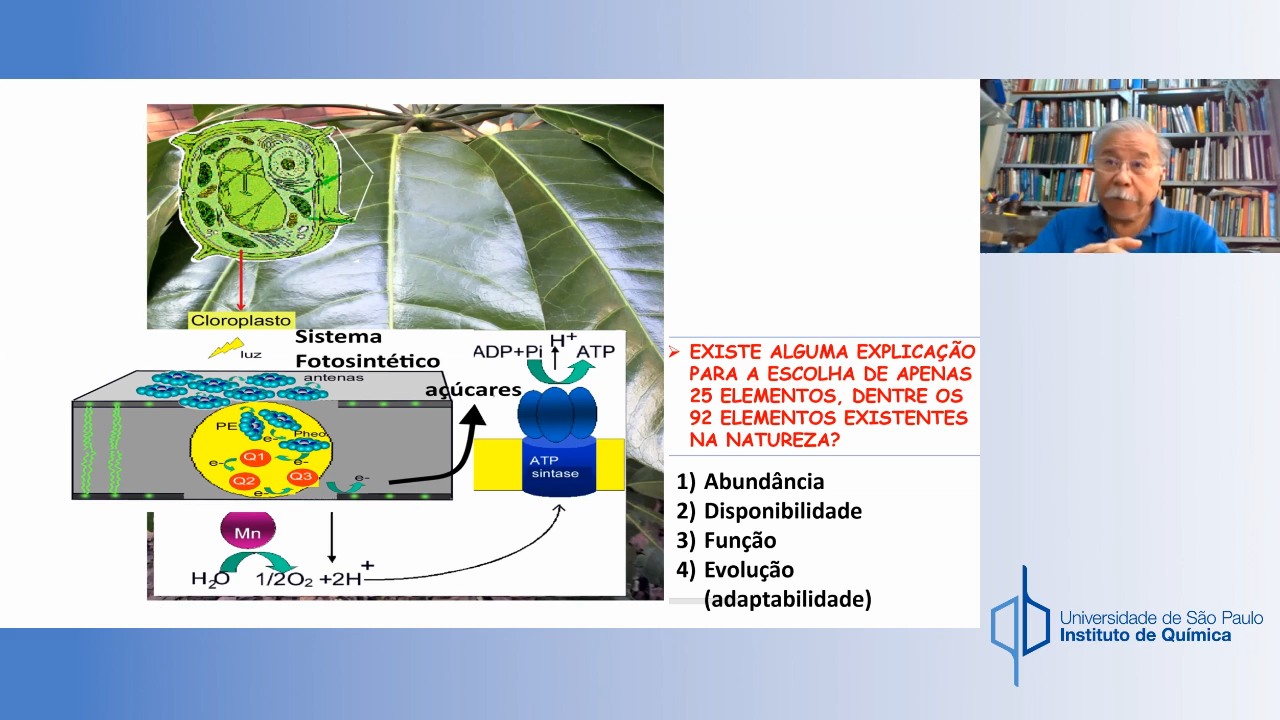 Cloroplasto
luz
Sistema
Fotosintético
antenas
açúcares
ADP+Pi
H+
ATP
PE
e-
Pheo
e-
Q1
e-
Q2
Q3
e-
e-
ATP
sintase
Mn
H2O
1/2O2 +2H+
➢ EXISTE ALGUMA EXPLICAÇÃO
PARA A ESCOLHA DE APENAS
25 ELEMENTOS, DENTRE OS
92 ELEMENTOS EXISTENTES
NA NATUREZA?
1) Abundância
2) Disponibilidade
3) Função
4) Evolução
(adaptabilidade)
Universidade de São Paulo
Instituto de Química